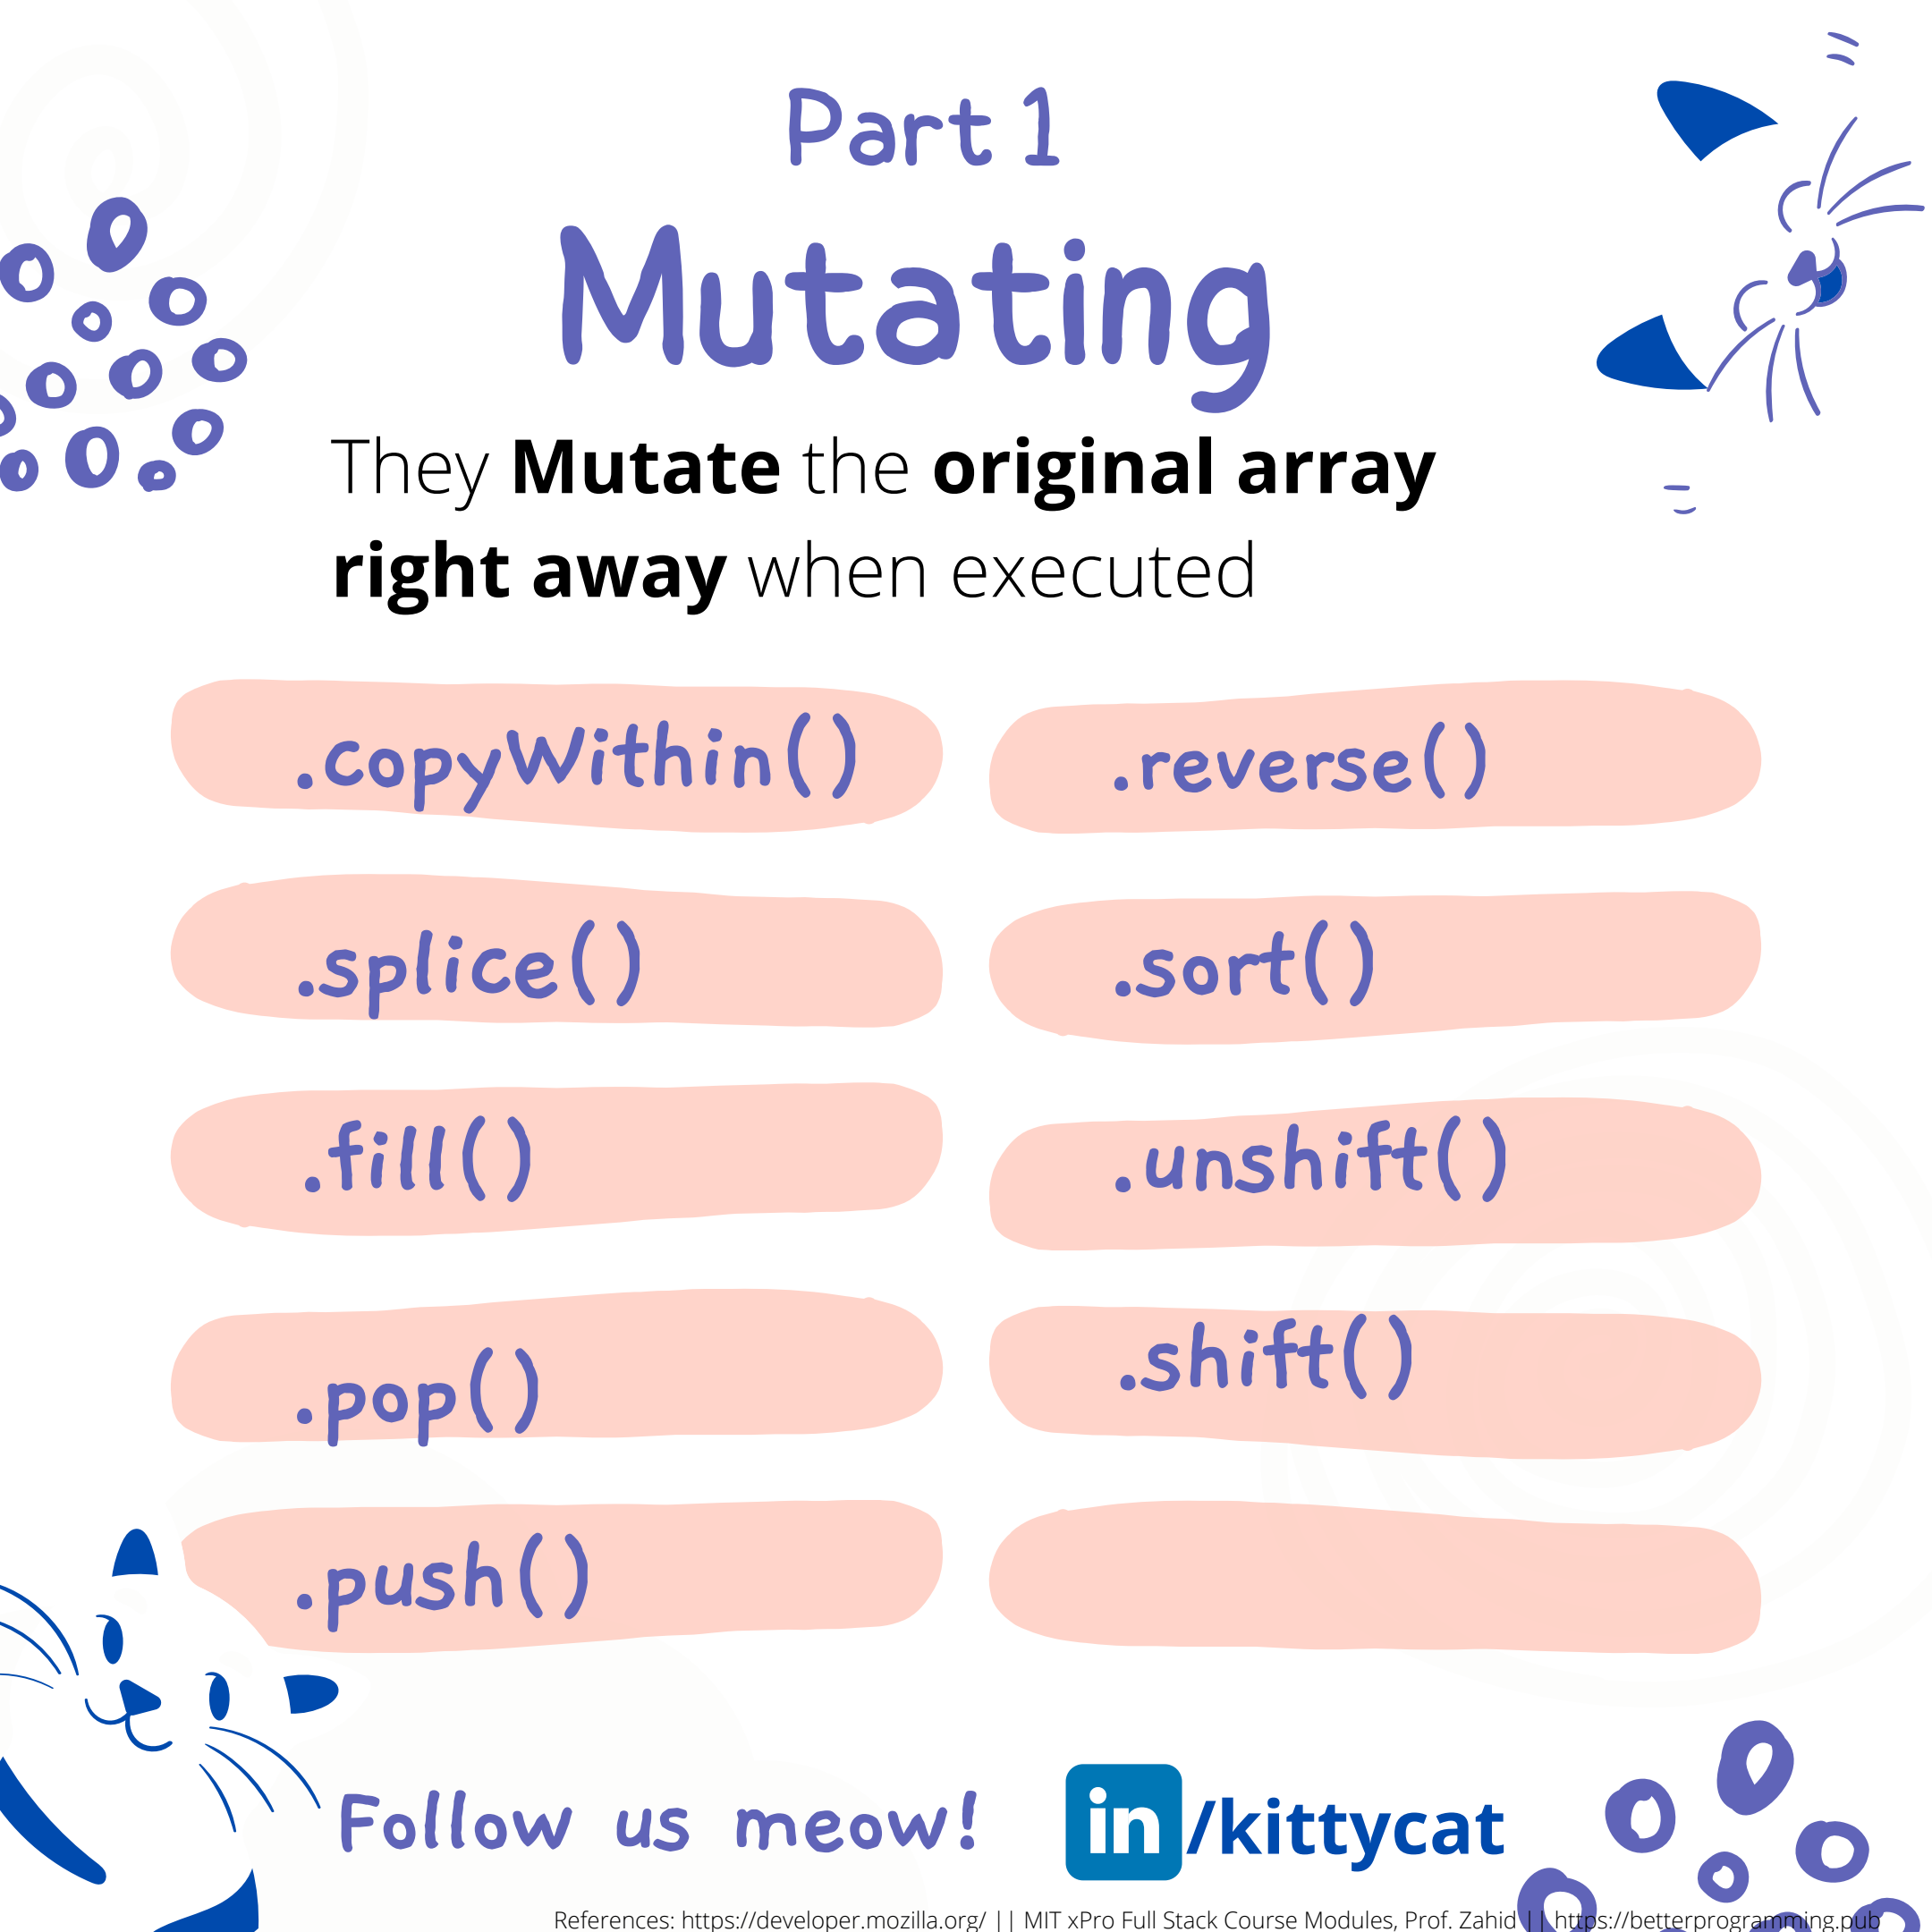 Part 1
Mutating
They Mutate the original array
right away when executed
.copyWithin()
.reverse()
.splice()
.sort()
.fill()
.unshift()
.pop()
.shift()
.push()
Follow us meow!
in/kittycat
References: https://developer.mozilla.org/ || MIT xPro Full Stack Course Modules, Prof. Zahid || https://betterprogramming.pub